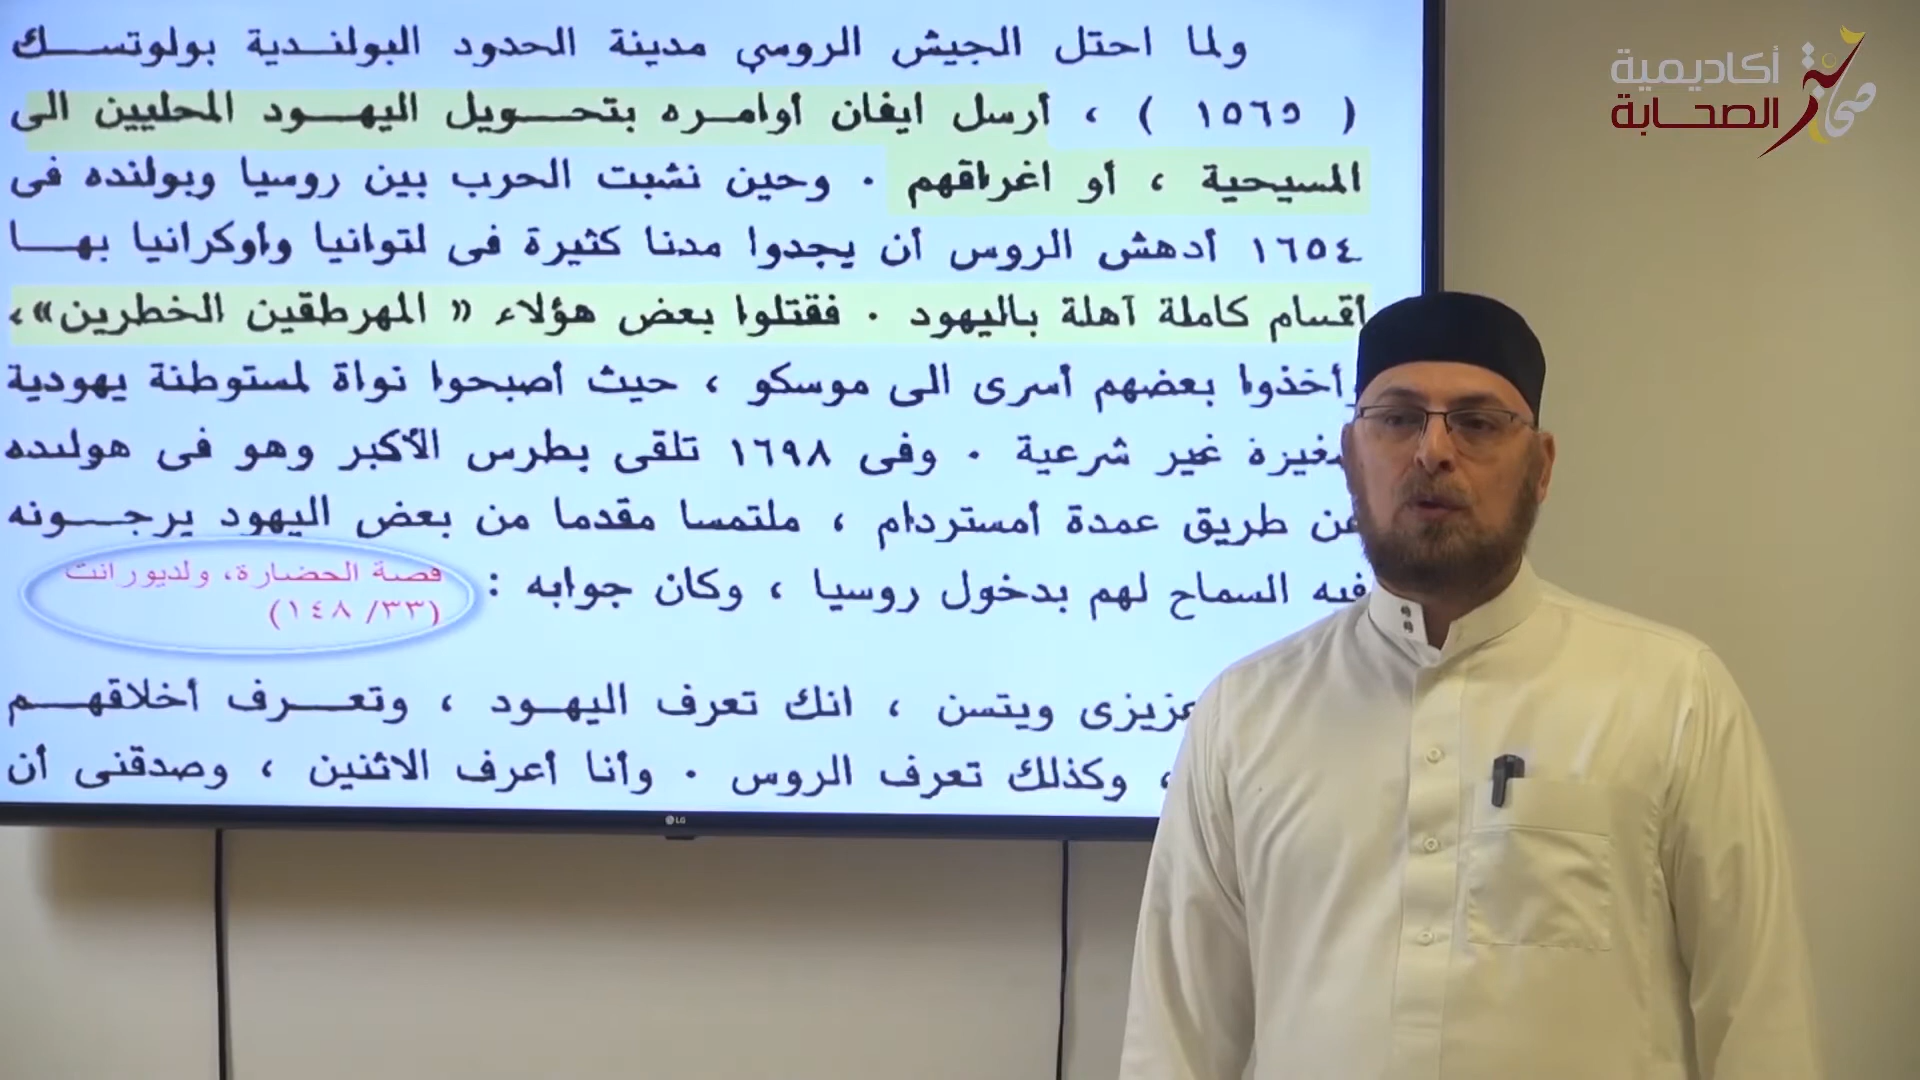 ولما احتل الجيش الروسي مدينة الحدود البولندية بولوتسك
( ١٥٦٥ ) ، أرسل ايفان أوامره بتحويل اليهود المحليين الى
المسيحية ، أو اغراقهم . وحين نشبت الحرب بين روسيا وبولنده فى
١٦٥٤ أدهش الروس أن يجدوا مدنا كثيرة فى لتوانيا وأوكرانيا بها
أقسام كاملة آهلة باليهود . فقتلوا بعض هؤلاء « المهرطقين الخطرين»،
وأخذوا بعضهم أسرى الى موسكو ، حيث أصبحوا نواة لمستوطنة يهودية
غير شرعية . وفى ١٦٩٨ تلقى بطرس الأكبر وهو فى هولنده
عن طريق عمدة أمستردام ، ملتمسا مقدما من بعض اليهود يرجونه
فيه السماح لهم بدخول روسيا ، وكان جوابه :
قصة الحضارة، ولديورانت
(٣٣/ ١٤٨)
عزيزى ويتسن ، انك تعرف اليهود ، وتعرف أخلاقهم
، وكذلك تعرف الروس . وأنا أعرف الاثنين ، وصدقنى أن
LG
أكاديمية
الصحابة